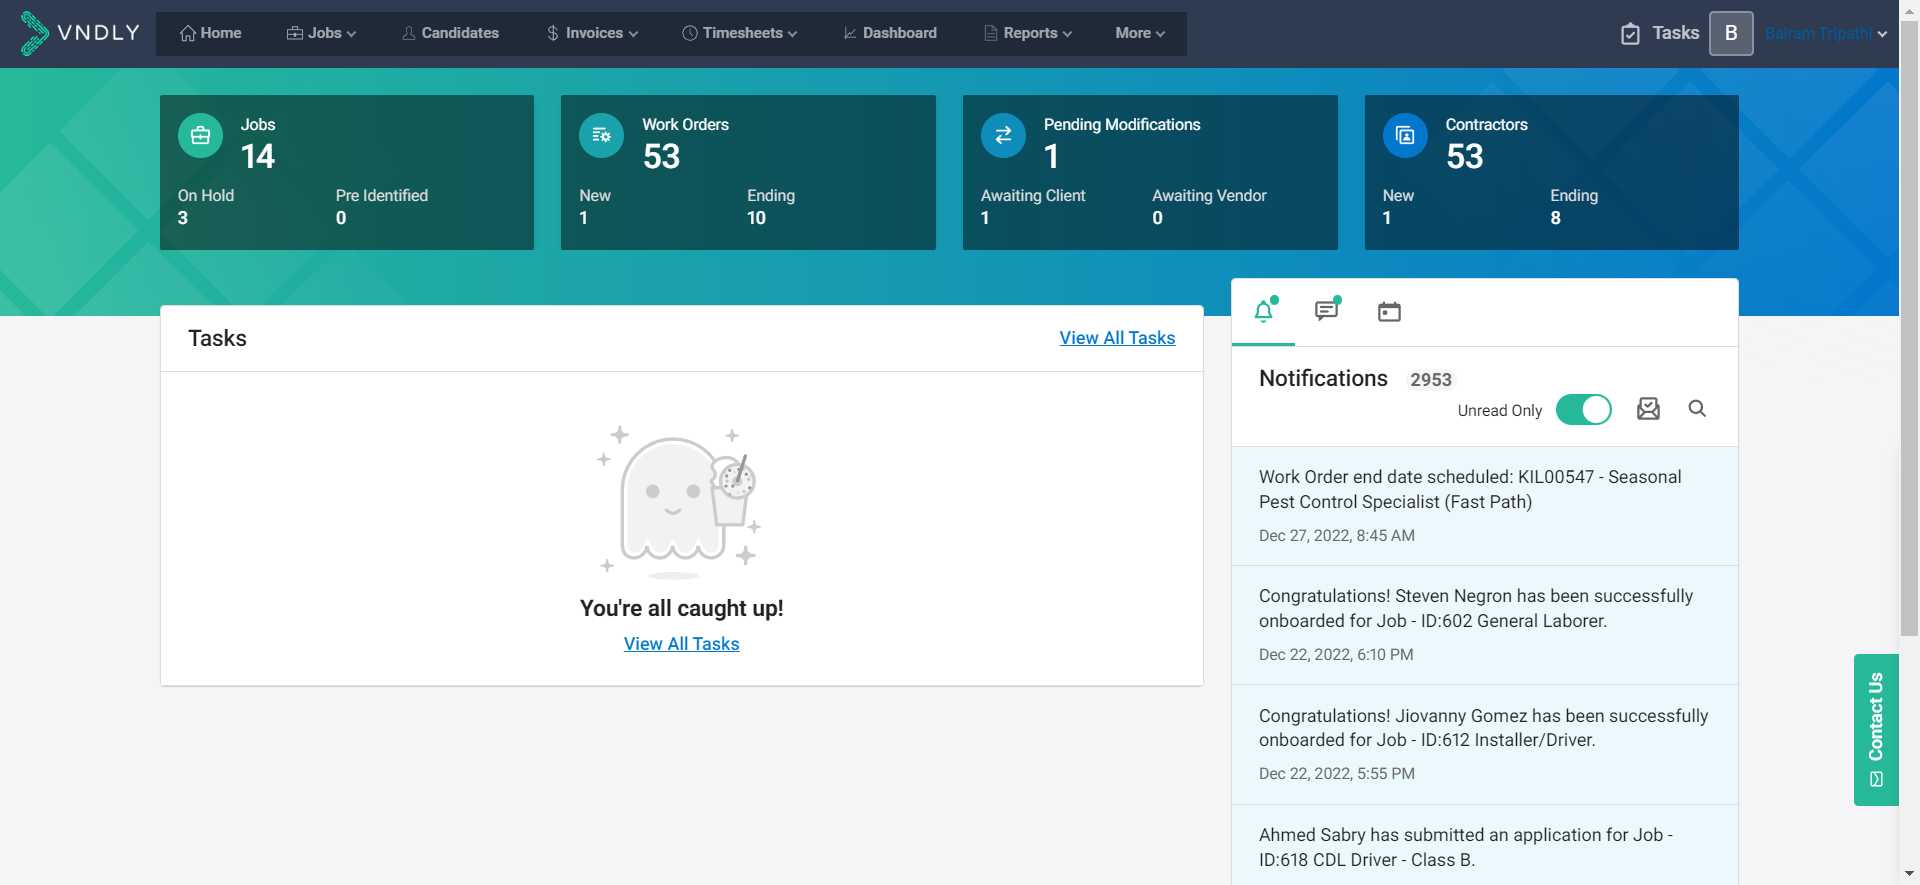 VNDLY
Home
Jobs
Candidates
Invoices
Timesheets
Dashboard
Reports
More
Tasks
B
Balram Tripathi
Jobs
14
On Hold
3
Pre Identified
0
Work Orders
53
New
1
Ending
10
Pending Modifications
1
Awaiting Client
1
Awaiting Vendor
0
Contractors
53
New
1
Ending
8
Tasks
View All Tasks
You're all caught up!
View All Tasks
Notifications 2953
Unread Only
Work Order end date scheduled: KIL00547 - Seasonal
Pest Control Specialist (Fast Path)
Dec 27, 2022, 8:45 AM
Congratulations! Steven Negron has been successfully
onboarded for Job - ID:602 General Laborer.
Dec 22, 2022, 6:10 PM
Congratulations! Jiovanny Gomez has been successfully
onboarded for Job - ID:612 Installer/Driver.
Dec 22, 2022, 5:55 PM
Ahmed Sabry has submitted an application for Job -
ID:618 CDL Driver - Class B.
Contact Us